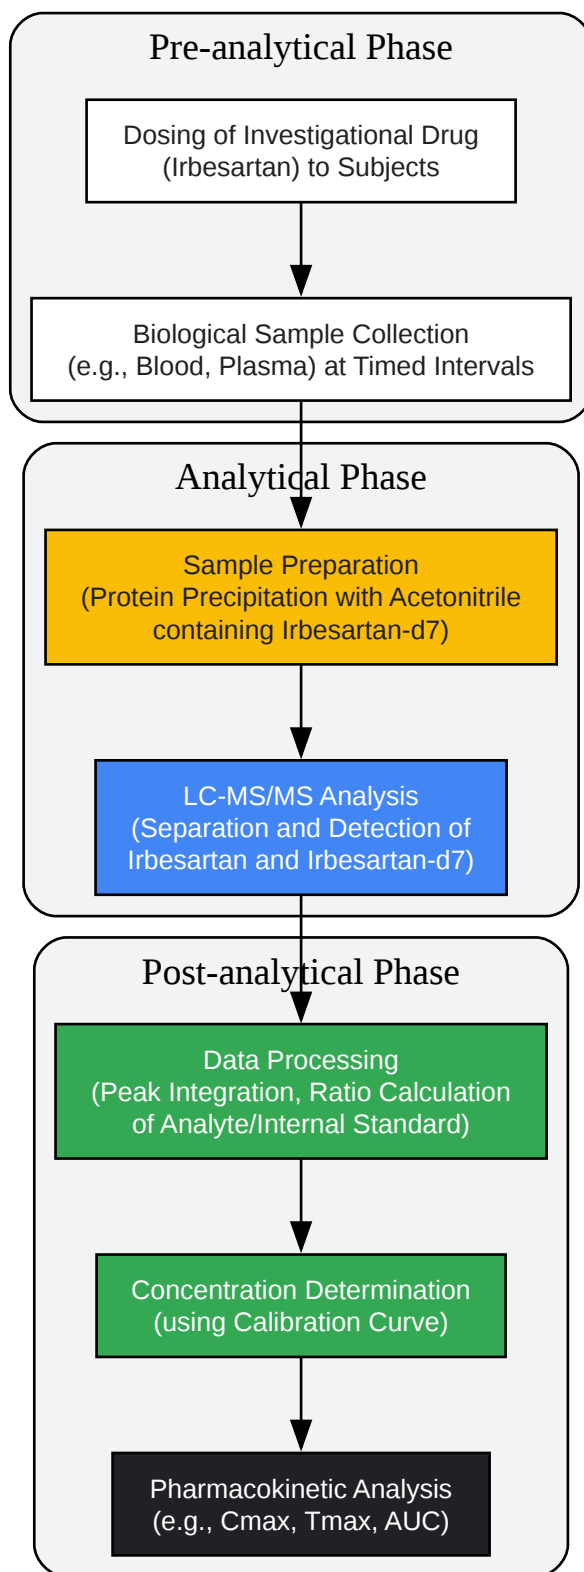 Pre-analytical Phase
Dosing of Investigational Drug
(Irbesartan) to Subjects
Biological Sample Collection
(e.g., Blood, Plasma) at Timed Intervals
Analytical Phase
Sample Preparation
(Protein Precipitation with Acetonitrile
containing Irbesartan-d7)
LC-MS/MS Analysis
(Separation and Detection of
Irbesartan and Irbesartan-d7)
Post-analytical Phase
Data Processing
(Peak Integration, Ratio Calculation
of Analyte/Internal Standard)
Concentration Determination
(using Calibration Curve)
Pharmacokinetic Analysis
(e.g., Cmax, Tmax, AUC)